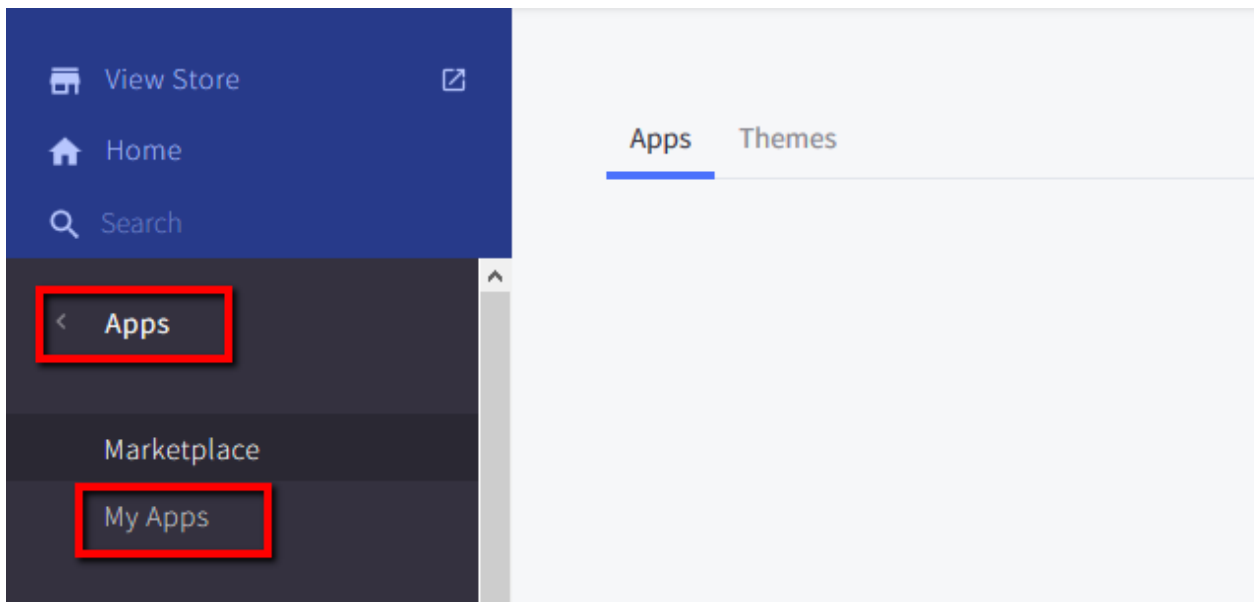 View Store
Home
Search
Apps
Marketplace
My Apps
Apps Themes